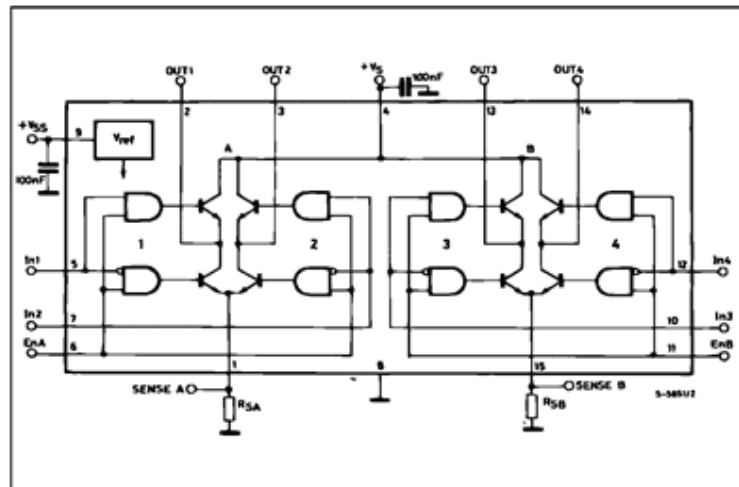 OUT1 OUT2 +VS 100nF OUT3 OUT4
2 3 4 13 14
+VSS 9 Vref
A B
100nF
1 2 3 4
In1 5 12 In4
In2 7 10 In3
EnA 6 11 EnB
1 8 15
SENSE A SENSE B
RSA RSB